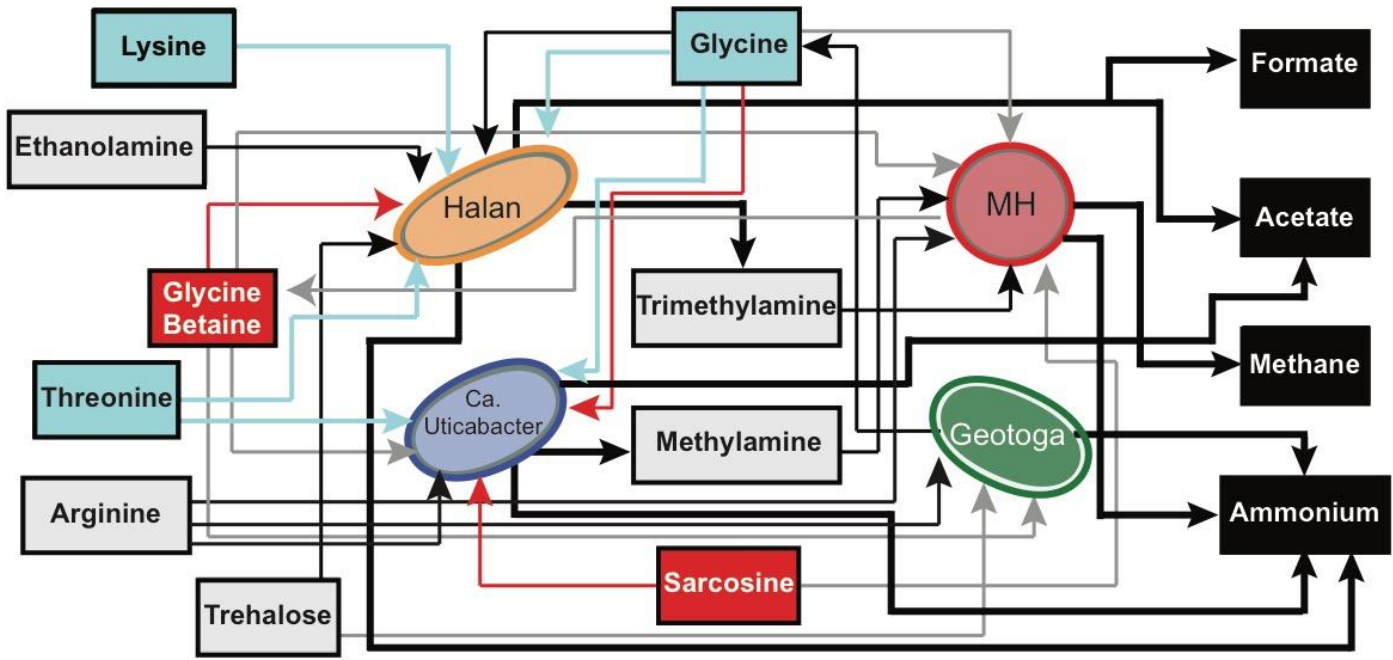 Lysine
Glycine
Formate
Ethanolamine
Halan
MH
Acetate
Glycine
Betaine
Trimethylamine
Methane
Threonine
Ca.
Uticabacter
Methylamine
Geotoga
Arginine
Ammonium
Sarcosine
Trehalose